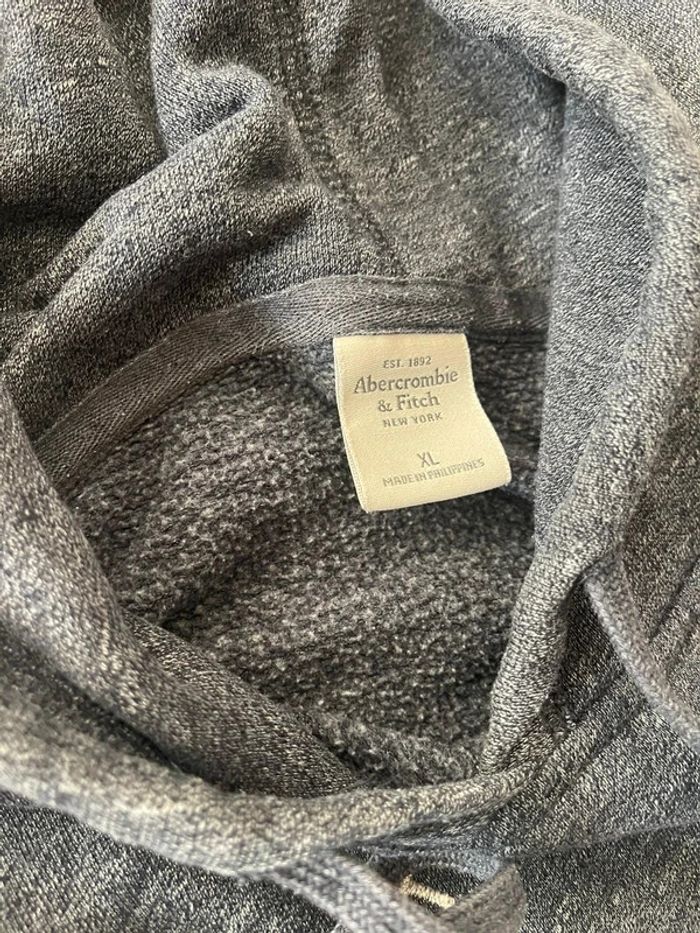 EST. 1892
Abercrombie
& Fitch
NEW YORK
XL
MADE IN PHILIPPINES